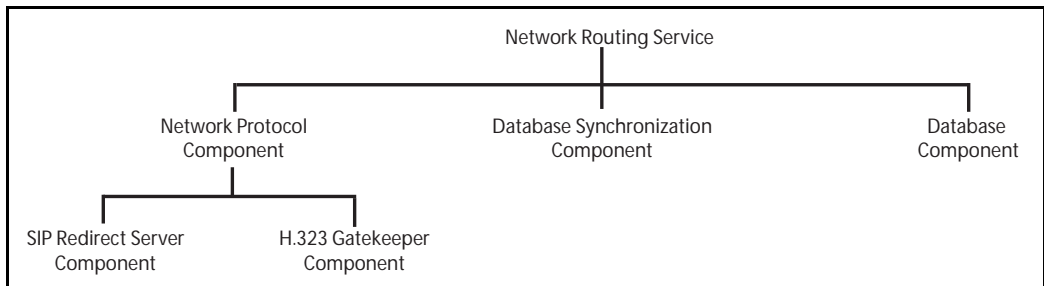 Network Routing Service
Network Protocol
Component
Database Synchronization
Component
Database
Component
SIP Redirect Server
Component
H.323 Gatekeeper
Component